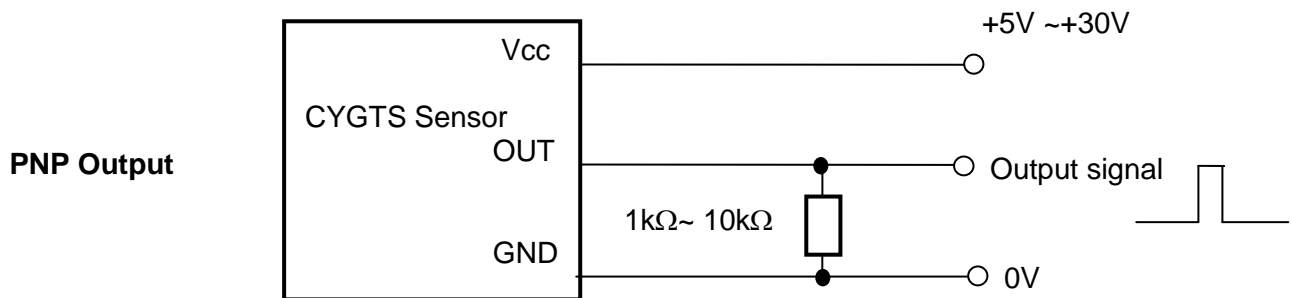 +5V ~+30V
Vcc
CYGTS Sensor
PNP Output
OUT
Output signal
1kΩ~ 10kΩ
GND
0V